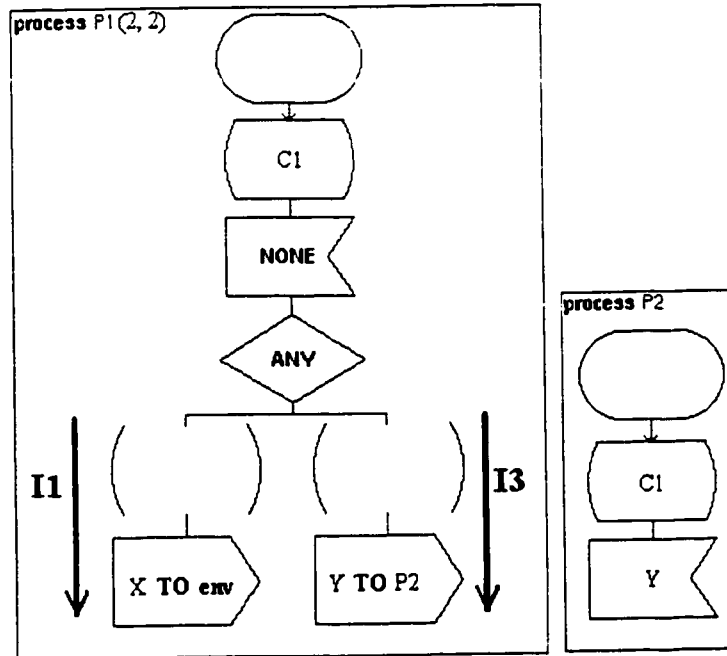 process P1(2, 2)
C1
NONE
ANY
I1
I3
X TO env
Y TO P2
process P2
C1
Y